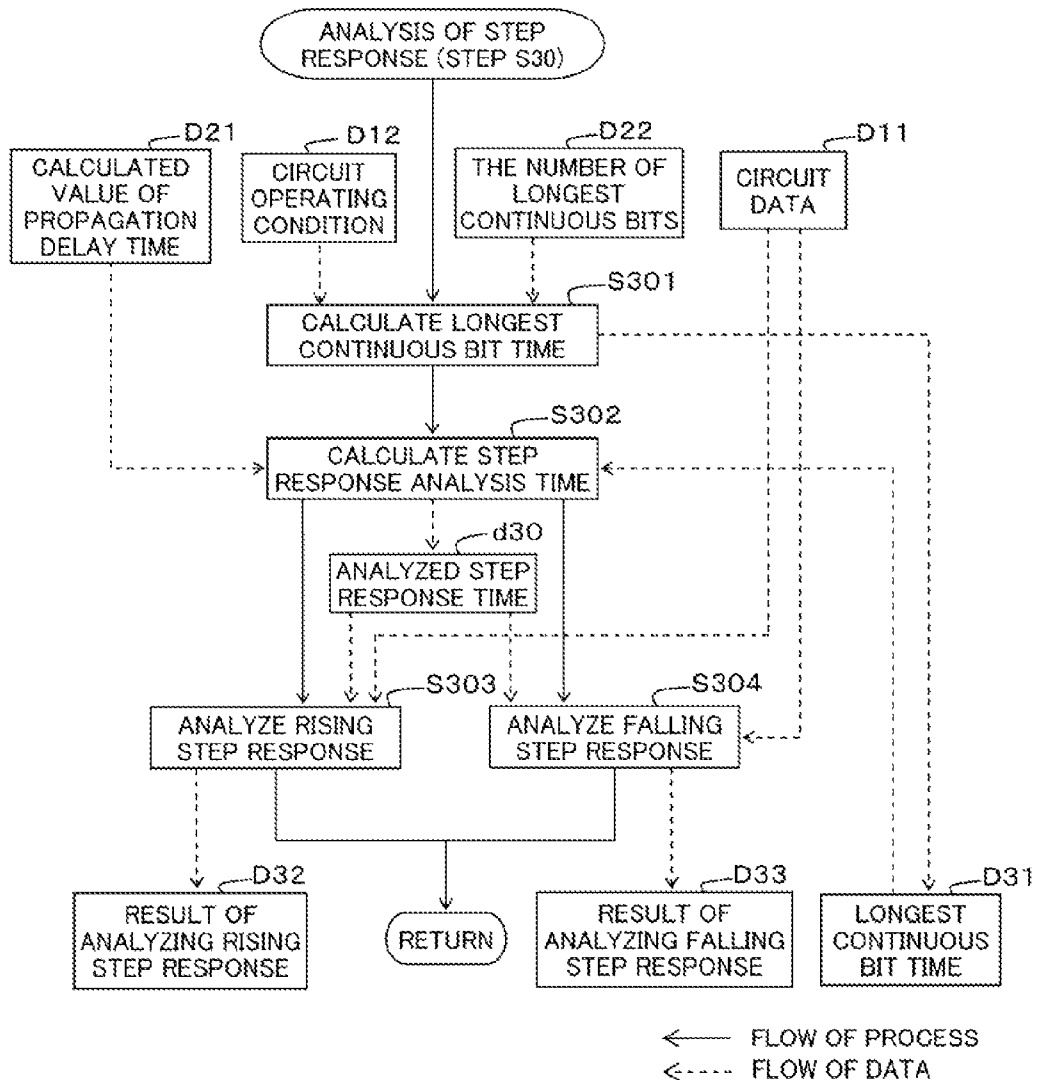 ANALYSIS OF STEP
RESPONSE (STEP S30)
D21
CALCULATED
VALUE OF
PROPAGATION
DELAY TIME
D12
CIRCUIT
OPERATING
CONDITION
D22
THE NUMBER OF
LONGEST
CONTINUOUS BITS
D11
CIRCUIT
DATA
S301
CALCULATE LONGEST
CONTINUOUS BIT TIME
S302
CALCULATE STEP
RESPONSE ANALYSIS TIME
d30
ANALYZED STEP
RESPONSE TIME
S303
ANALYZE RISING
STEP RESPONSE
S304
ANALYZE FALLING
STEP RESPONSE
D32
RESULT OF
ANALYZING RISING
STEP RESPONSE
RETURN
D33
RESULT OF
ANALYZING FALLING
STEP RESPONSE
D31
LONGEST
CONTINUOUS
BIT TIME
FLOW OF PROCESS
FLOW OF DATA